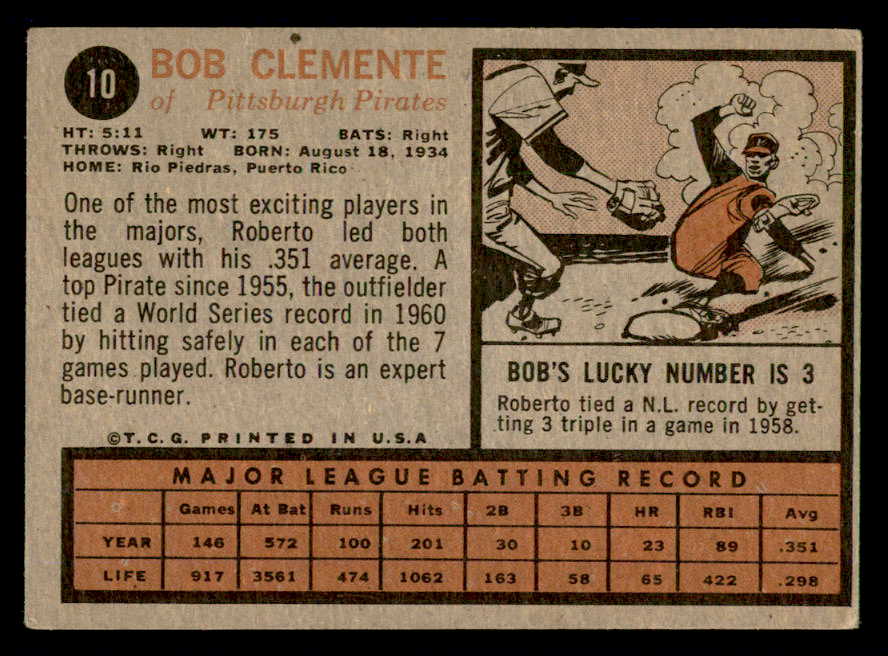 10
BOB CLEMENTE
of Pittsburgh Pirates
HT: 5:11 WT: 175 BATS: Right
THROWS: Right BORN: August 18, 1934
HOME: Rio Piedras, Puerto Rico
One of the most exciting players in
the majors, Roberto led both
leagues with his .351 average. A
top Pirate since 1955, the outfielder
tied a World Series record in 1960
by hitting safely in each of the 7
games played. Roberto is an expert
base-runner.
©T.C.G. PRINTED IN U.S.A
BOB'S LUCKY NUMBER IS 3
Roberto tied a N.L. record by get-
ting 3 triple in a game in 1958.
MAJOR LEAGUE BATTING RECORD
Games At Bat Runs Hits 2B 3B HR RBI Avg
YEAR 146 572 100 201 30 10 23 89 .351
LIFE 917 3561 474 1062 163 58 65 422 .298